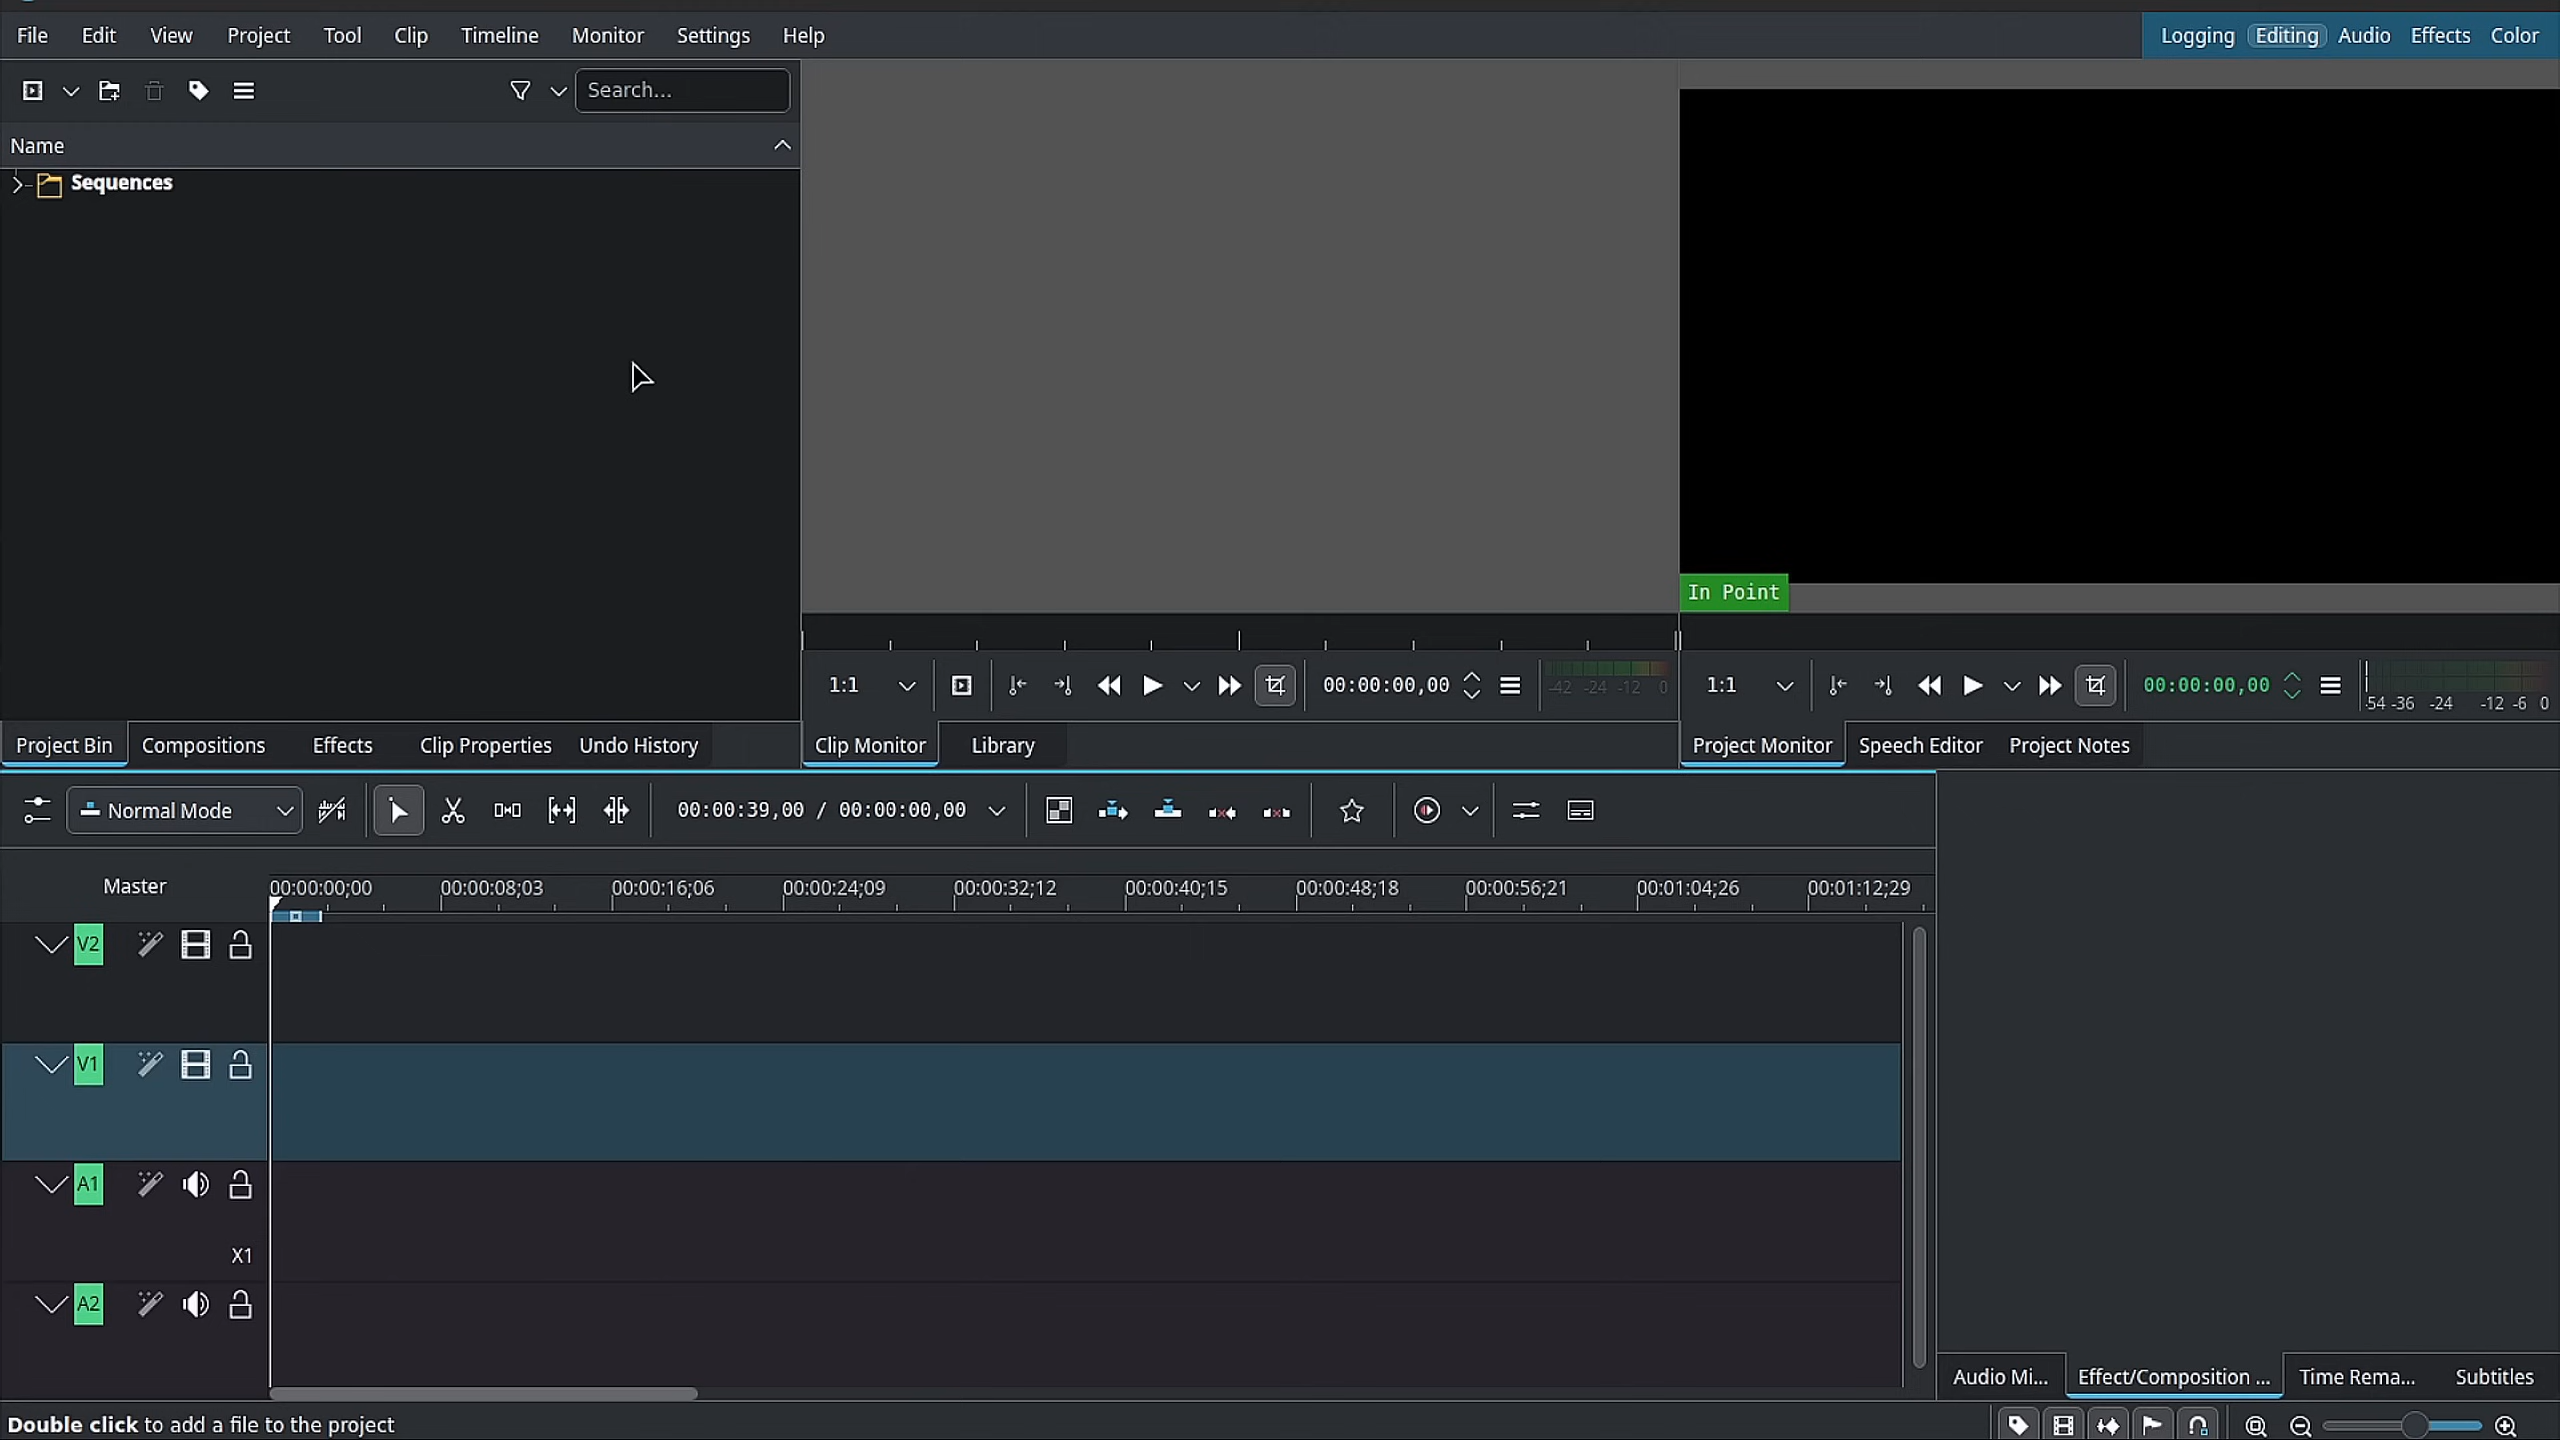 File Edit View Project Tool Clip Timeline Monitor Settings Help Logging Editing Audio Effects Color
Search...
Name
Sequences
In Point
1:1 00:00:00,00 -42 -24 -12 0
1:1 00:00:00,00 -54 -36 -24 -12 -6 0
Project Bin Compositions Effects Clip Properties Undo History Clip Monitor Library Project Monitor Speech Editor Project Notes
Normal Mode 00:00:39,00 / 00:00:00,00
Master 00:00:00;00 00:00:08;03 00:00:16;06 00:00:24;09 00:00:32;12 00:00:40;15 00:00:48;18 00:00:56;21 00:01:04;26 00:01:12;29
V2
V1
A1
X1
A2
Audio Mi... Effect/Composition ... Time Rema... Subtitles
Double click to add a file to the project